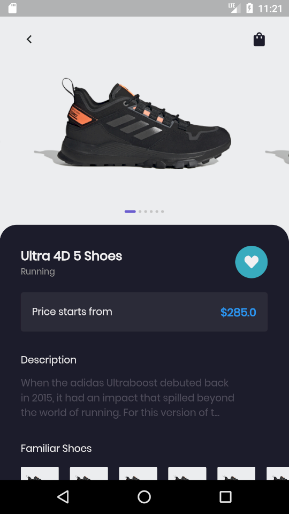 11:21
Ultra 4D 5 Shoes
Running
Price starts from
$285.0
Description
When the adidas Ultraboost debuted back
in 2015, it had an impact that spilled beyond
the world of running. For this version of t...
Familiar Shoes